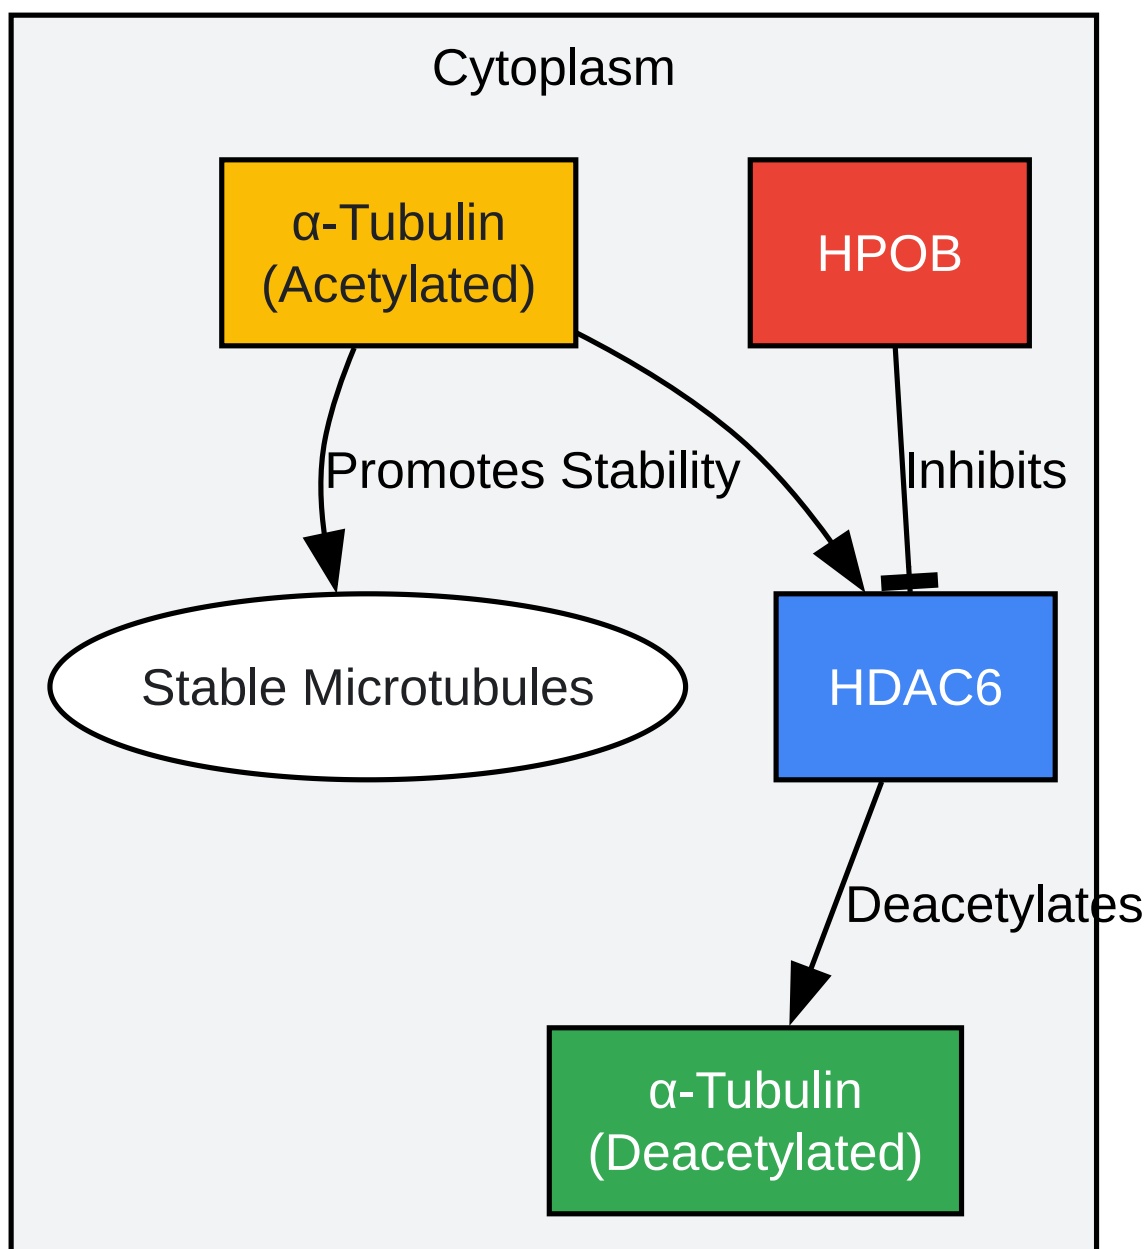 Cytoplasm
α-Tubulin
(Acetylated)
HPOB
Promotes Stability
Inhibits
Stable Microtubules
HDAC6
Deacetylates
α-Tubulin
(Deacetylated)